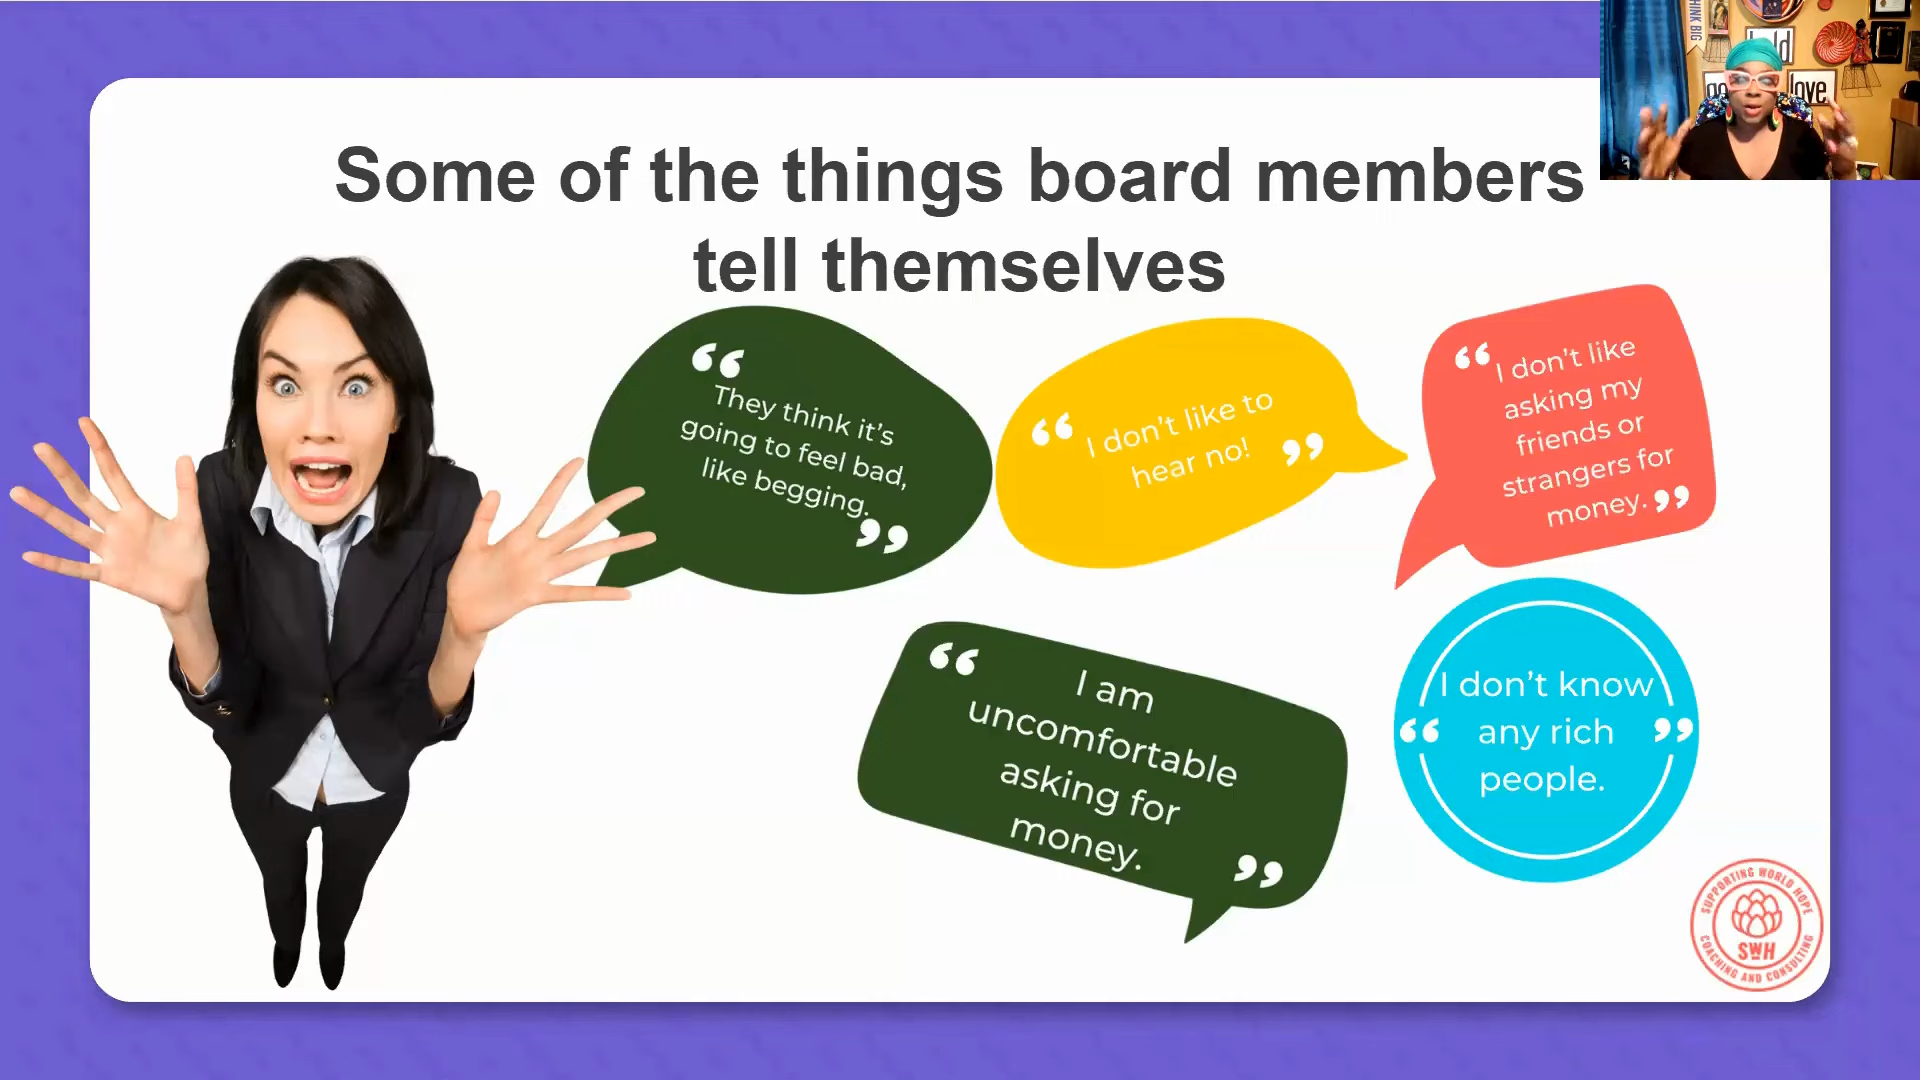 Some of the things board members
tell themselves
“
They think it’s
going to feel bad,
like begging.
”
“ I don’t like to
hear no! ”
“ I don’t like
asking my
friends or
strangers for
money. ”
“ I am
uncomfortable
asking for
money.
”
I don’t know
“ any rich ”
people.
SUPPORTING WORLD HOPE
SWH
COACHING AND CONSULTING
THINK BIG
love